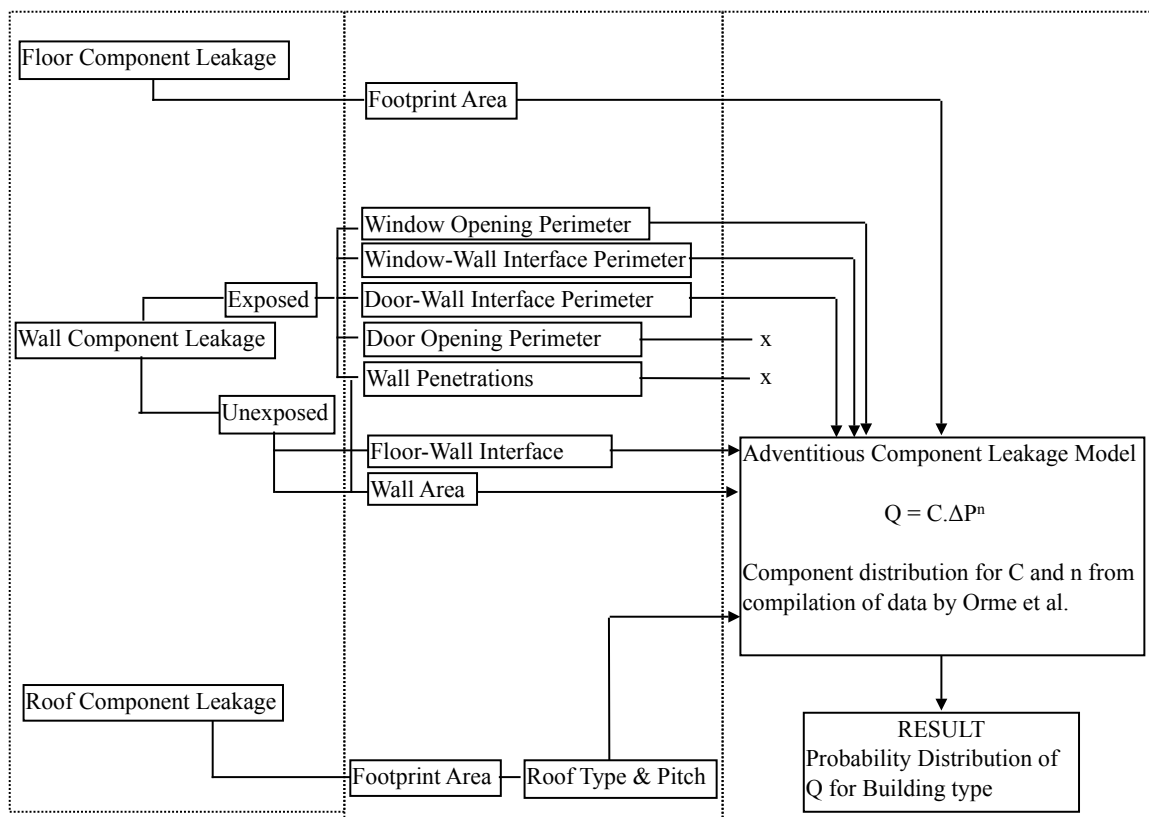 Floor Component Leakage
Footprint Area
Window Opening Perimeter
Window-Wall Interface Perimeter
Exposed
Door-Wall Interface Perimeter
Wall Component Leakage
Door Opening Perimeter
x
Wall Penetrations
x
Unexposed
Floor-Wall Interface
Wall Area
Adventitious Component Leakage Model
Q = C.ΔPⁿ
Component distribution for C and n from
compilation of data by Orme et al.
Roof Component Leakage
Footprint Area
Roof Type & Pitch
RESULT
Probability Distribution of
Q for Building type